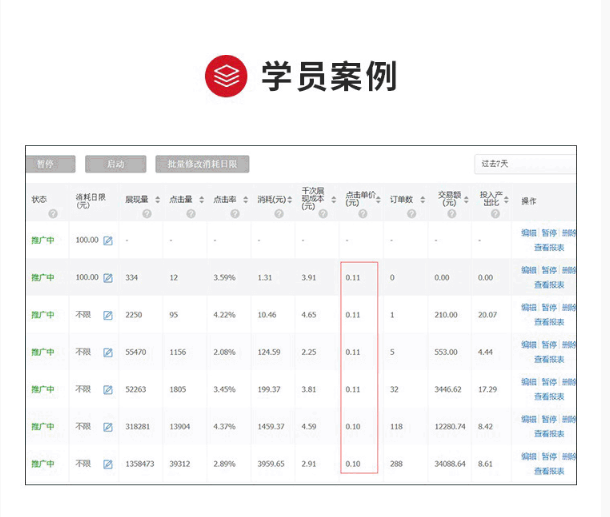 学员案例
暂停 启动 批量修改消耗日限 过去7天
状态 消耗日限(元) 展现量 点击量 点击率 消耗(元) 千次展现成本(元) 点击单价(元) 订单数 交易额(元) 投入产出比 操作
推广中 100.00 - - - - - - - - - 编辑 暂停 删除
查看报表
推广中 100.00 334 12 3.59% 1.31 3.91 0.11 0 0.00 0.00 编辑 暂停 删除
查看报表
推广中 不限 2250 95 4.22% 10.46 4.65 0.11 1 210.00 20.07 编辑 暂停 删除
查看报表
推广中 不限 55470 1156 2.08% 124.59 2.25 0.11 5 553.00 4.44 编辑 暂停 删除
查看报表
推广中 不限 52263 1805 3.45% 199.37 3.81 0.11 32 3446.62 17.29 编辑 暂停 删除
查看报表
推广中 不限 318281 13904 4.37% 1459.37 4.59 0.10 118 12280.74 8.42 编辑 暂停 删除
查看报表
推广中 不限 1358473 39312 2.89% 3959.65 2.91 0.10 288 34088.64 8.61 编辑 暂停 删除
查看报表